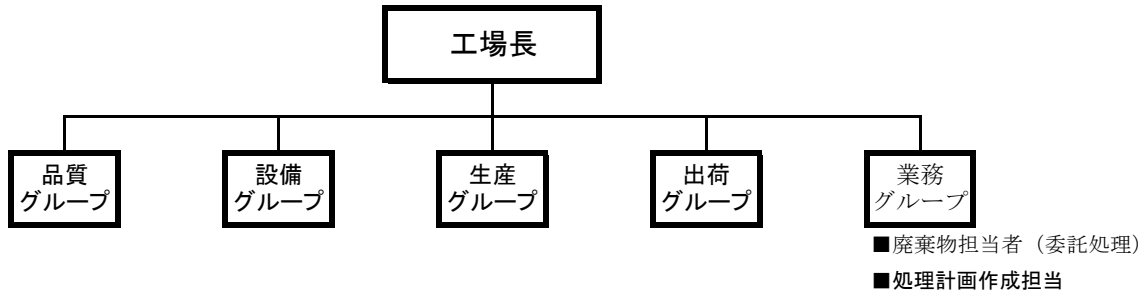 工場長
品質
グループ
設備
グループ
生産
グループ
出荷
グループ
業務
グループ
■廃棄物担当者（委託処理）
■処理計画作成担当